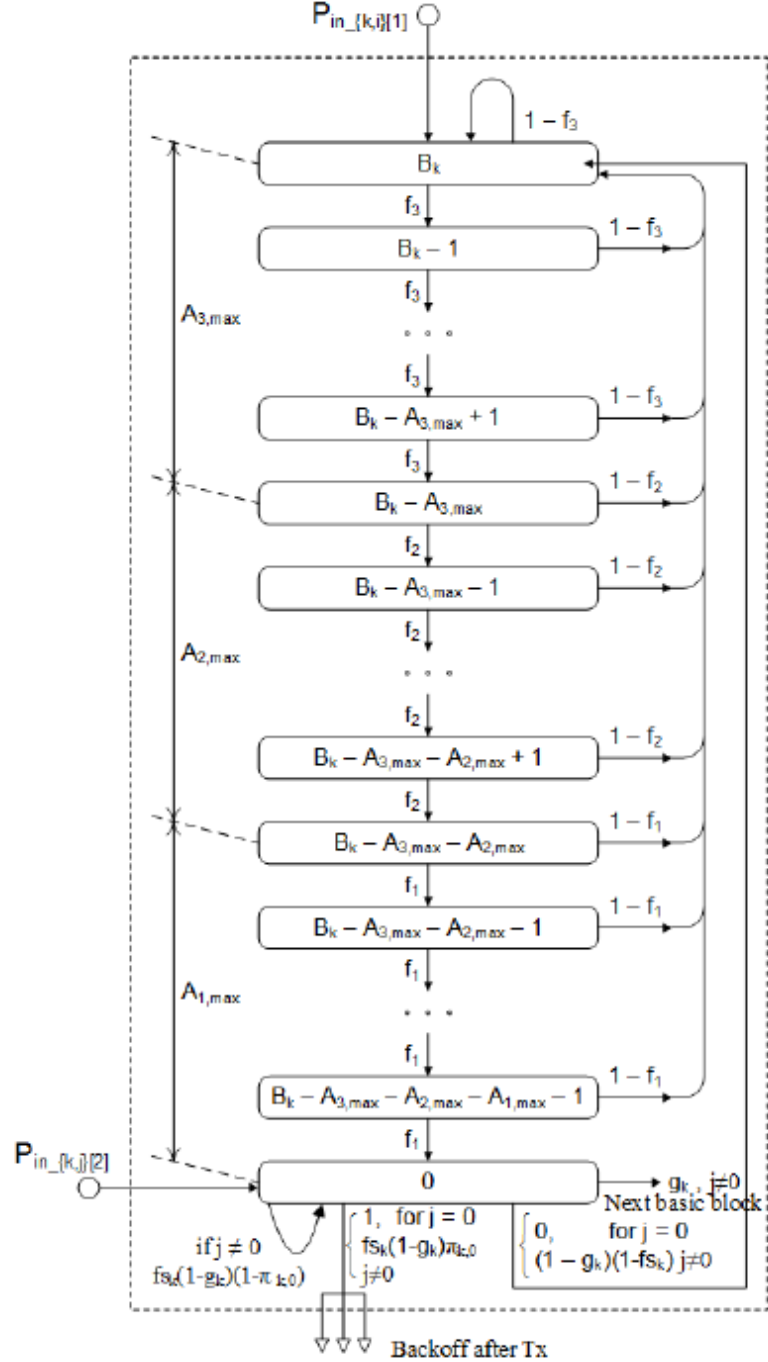 P in_{k,i}[1]
1 – f3
Bk
f3
Bk – 1
1 – f3
f3
A3,max
f3
Bk – A3,max + 1
1 – f3
f3
Bk – A3,max
1 – f2
f2
Bk – A3,max – 1
1 – f2
f2
A2,max
f2
Bk – A3,max – A2,max + 1
1 – f2
f2
Bk – A3,max – A2,max
1 – f1
f1
Bk – A3,max – A2,max – 1
1 – f1
f1
A1,max
f1
Bk – A3,max – A2,max – A1,max – 1
1 – f1
f1
P in_{k,j}[2]
0
gk , j≠0
Next basic block
if j ≠ 0
fsk(1-gk)(1-πk,0)
1, for j = 0
fsk(1-gk)πk,0
j≠0
0, for j = 0
(1 – gk)(1-fsk) j≠0
Backoff after Tx